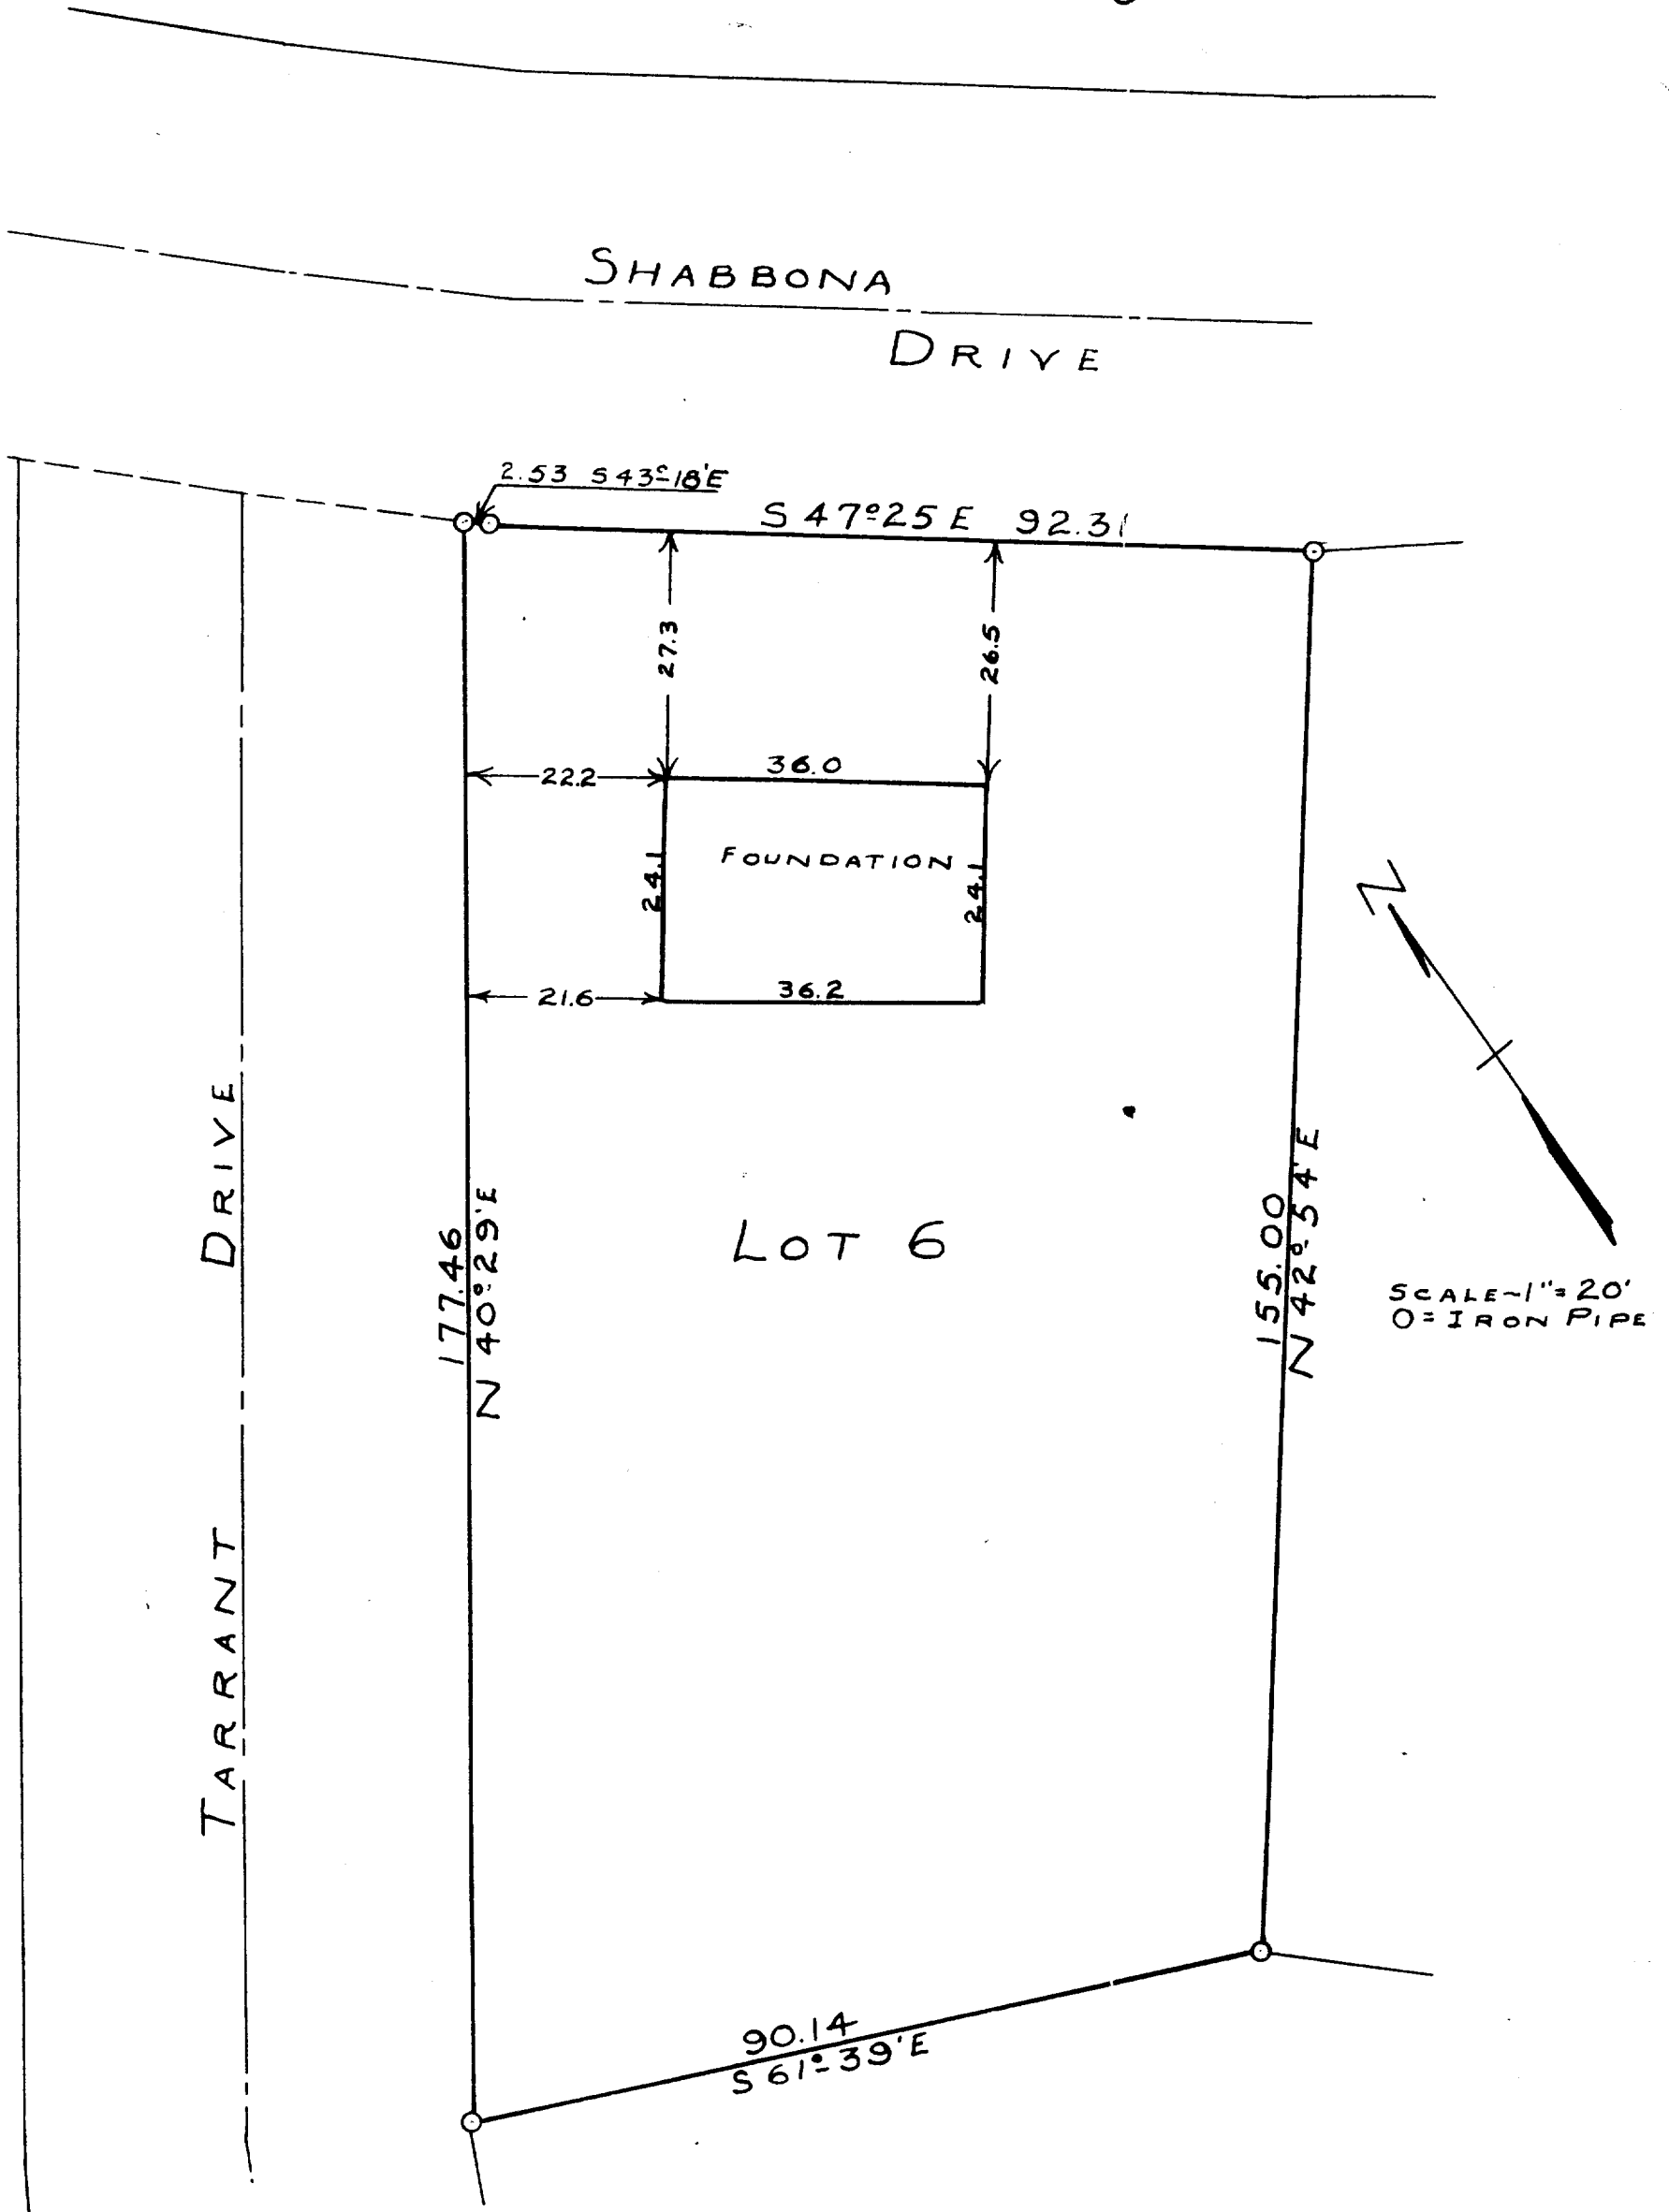 SHABBONA
DRIVE
2.53 S 43°-18'E
S 47°25 E 92.31
27.3
26.5
22.2
36.0
FOUNDATION
24.1
24.1
21.6
36.2
N
DRIVE
TARRANT
177.46
N 40°-29'E
LOT 6
155.00
N 42°-54'E
SCALE~1"=20'
O=IRON PIPE
90.14
S 61°-39'E